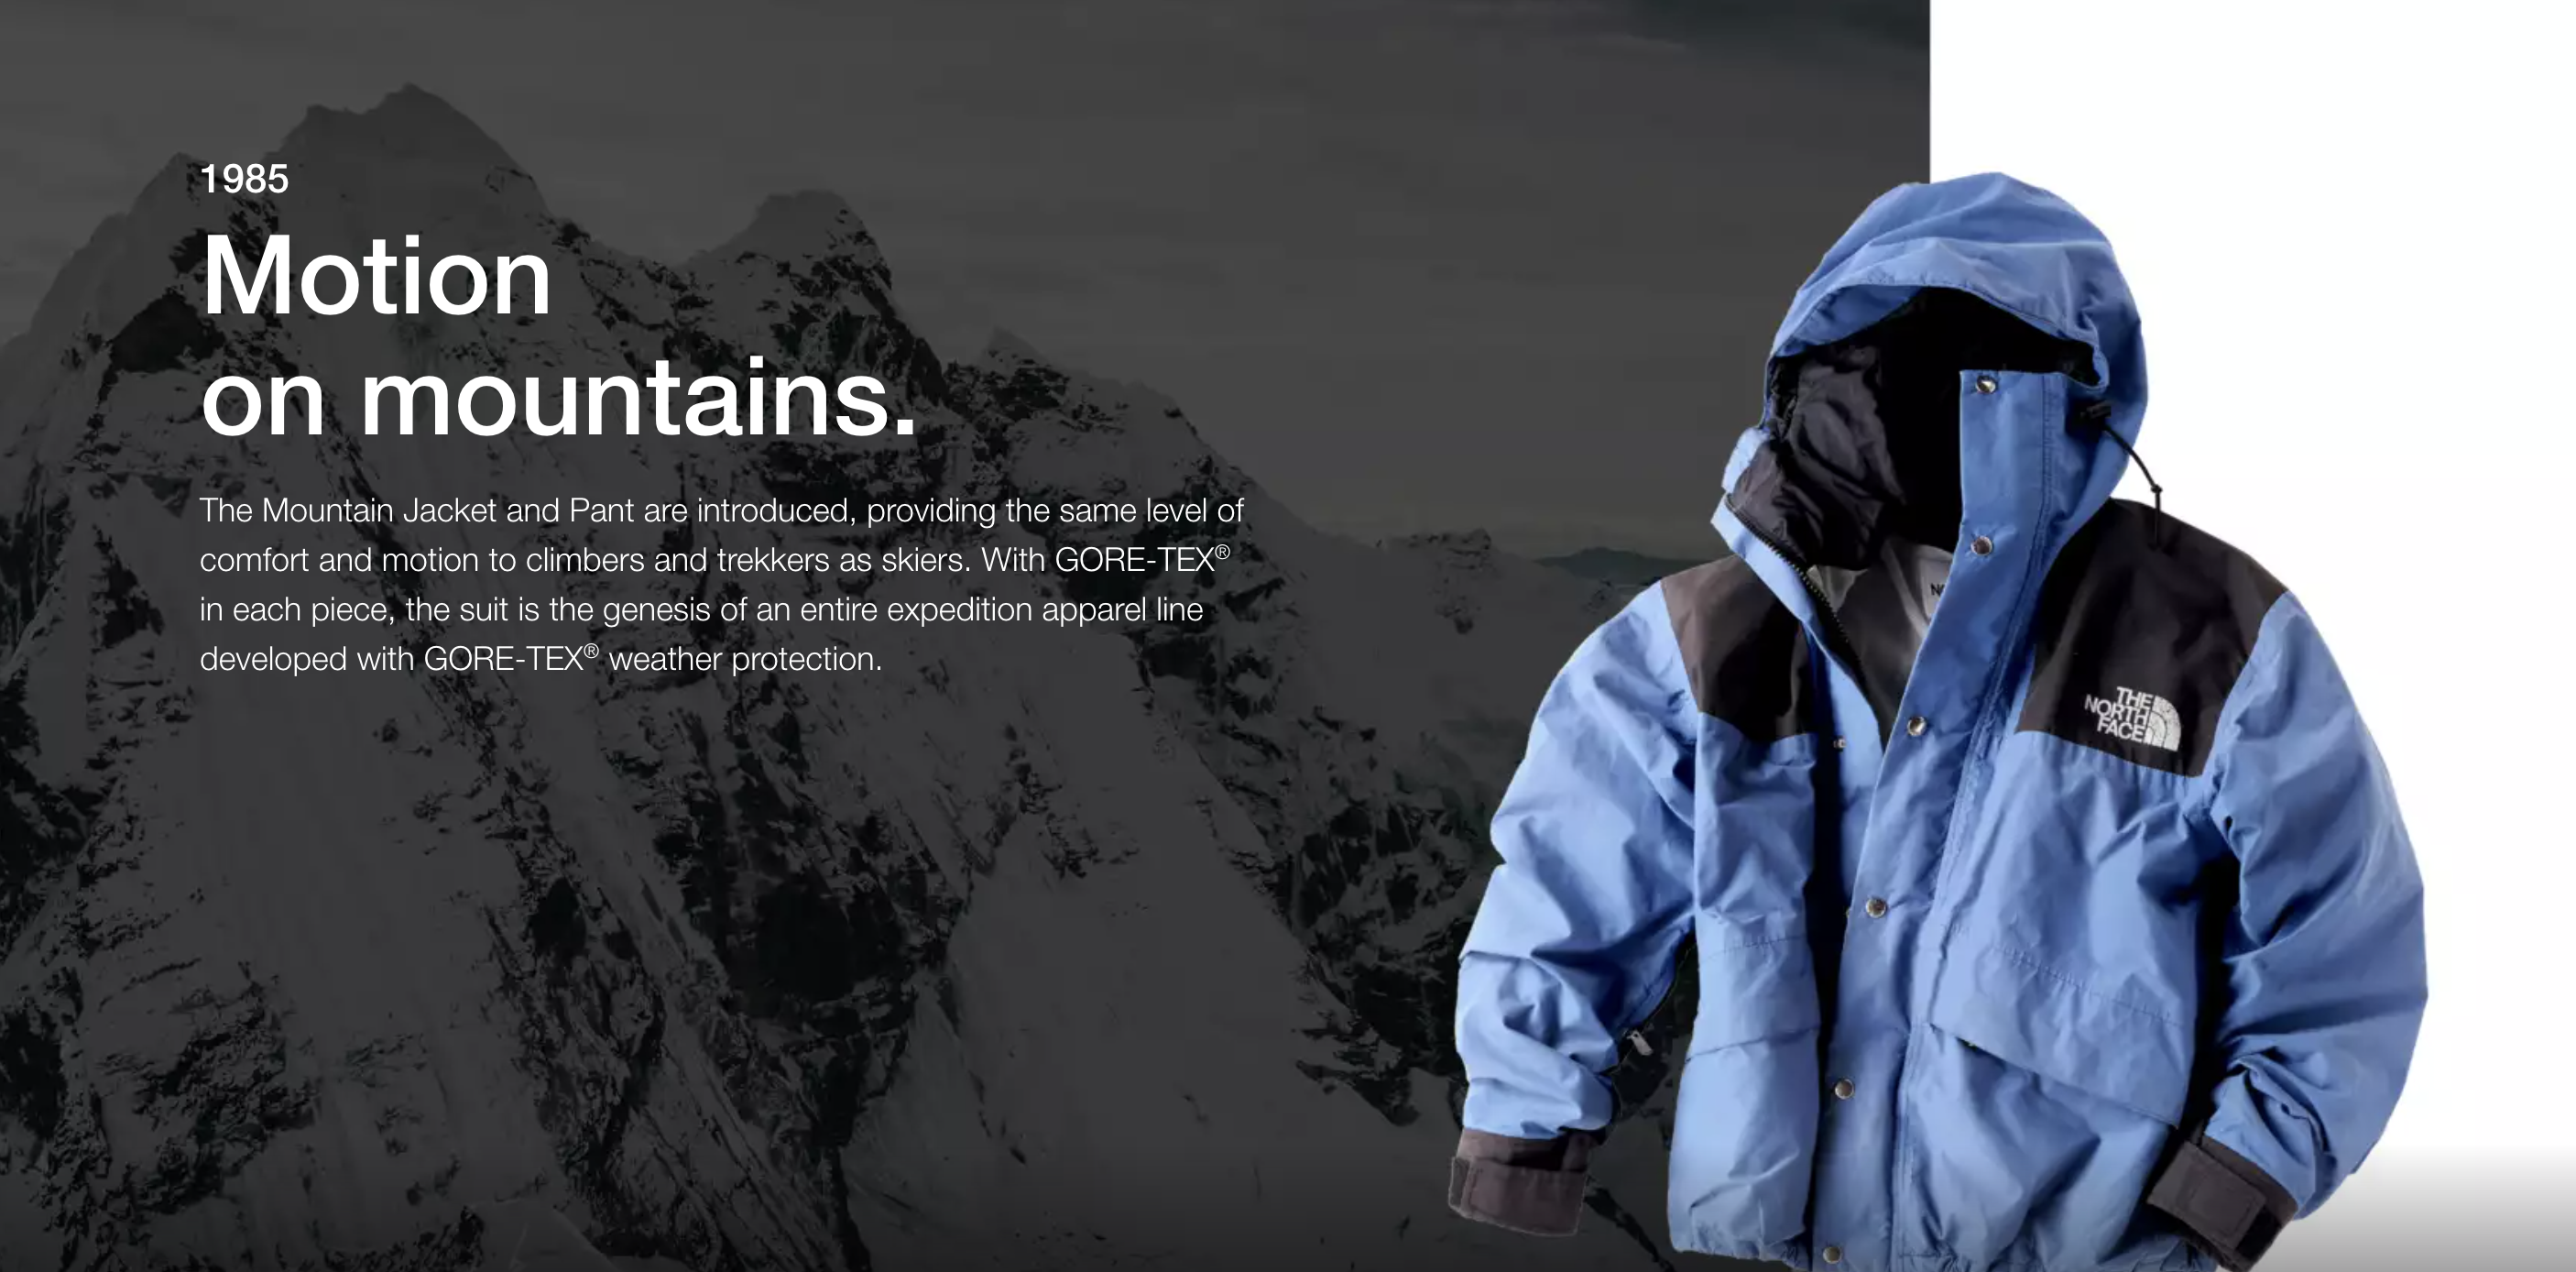 1985
Motion
on mountains.
The Mountain Jacket and Pant are introduced, providing the same level of
comfort and motion to climbers and trekkers as skiers. With GORE-TEX®
in each piece, the suit is the genesis of an entire expedition apparel line
developed with GORE-TEX® weather protection.
THE
NORTH
FACE